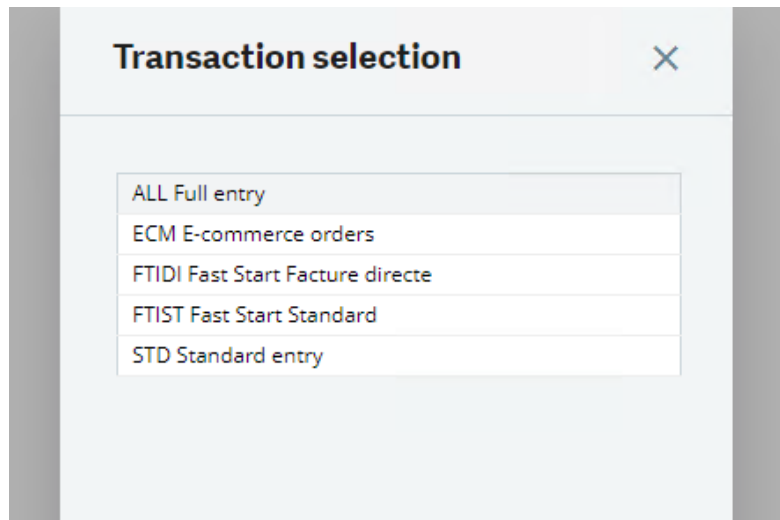 Transaction selection
ALL Full entry
ECM E-commerce orders
FTIDI Fast Start Facture directe
FTIST Fast Start Standard
STD Standard entry